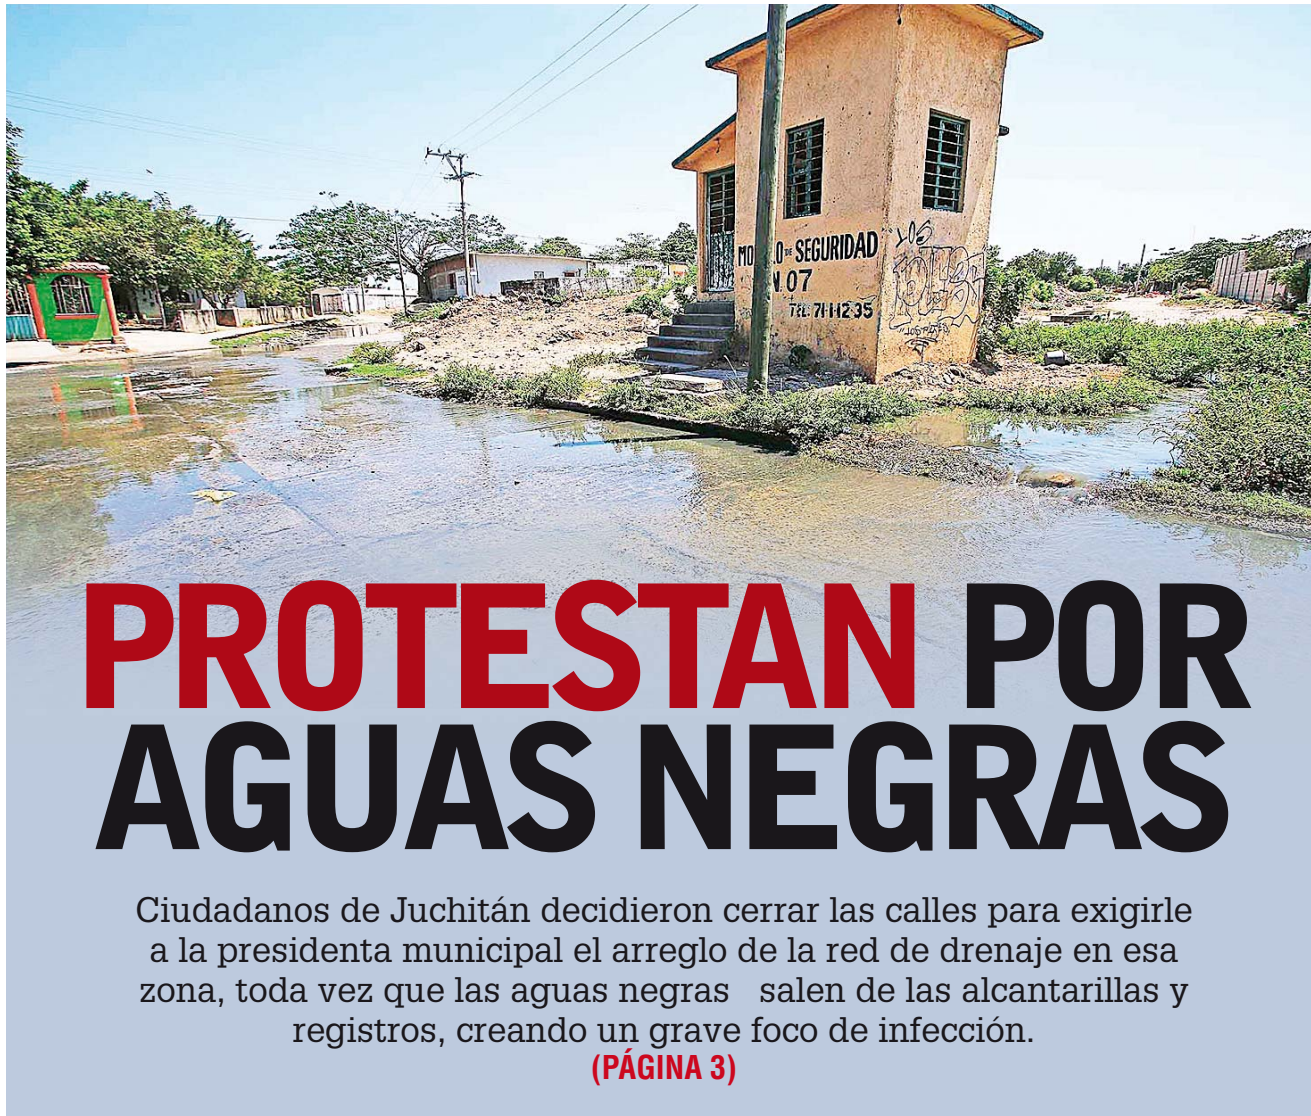 SEGURIDAD
07
TEL: 71 1 12 35
PROTESTAN POR
AGUAS NEGRAS
Ciudadanos de Juchitán decidieron cerrar las calles para exigirle
a la presidenta municipal el arreglo de la red de drenaje en esa
zona, toda vez que las aguas negras salen de las alcantarillas y
registros, creando un grave foco de infección.
(PÁGINA 3)